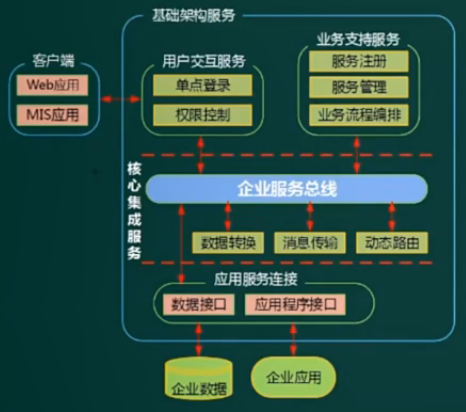 基础架构服务
客户端
Web应用
MIS应用
用户交互服务
单点登录
权限控制
业务支持服务
服务注册
服务管理
业务流程编排
核心集成服务
企业服务总线
数据转换
消息传输
动态路由
应用服务连接
数据接口
应用程序接口
企业数据
企业应用